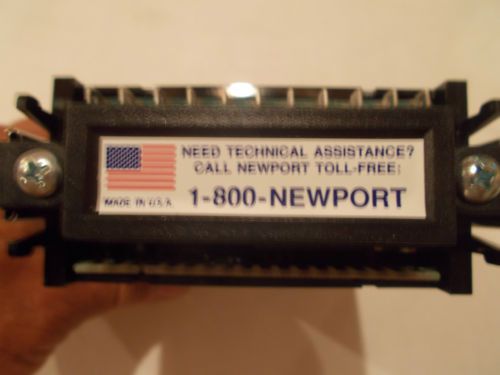 NEED TECHNICAL ASSISTANCE?
CALL NEWPORT TOLL-FREE:
1-800-NEWPORT
MADE IN U.S.A.